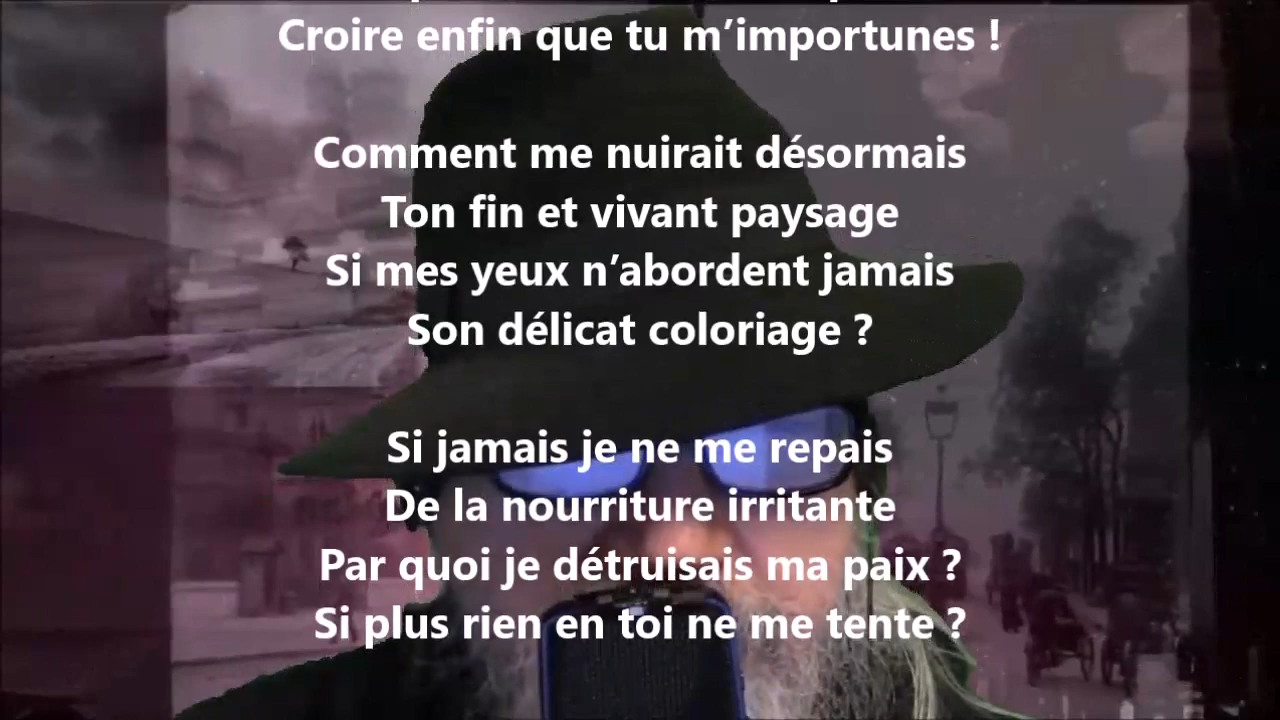 Croire enfin que tu m’importunes !
Comment me nuirait désormais
Ton fin et vivant paysage
Si mes yeux n’abordent jamais
Son délicat coloriage ?
Si jamais je ne me repais
De la nourriture irritante
Par quoi je détruisais ma paix ?
Si plus rien en toi ne me tente ?